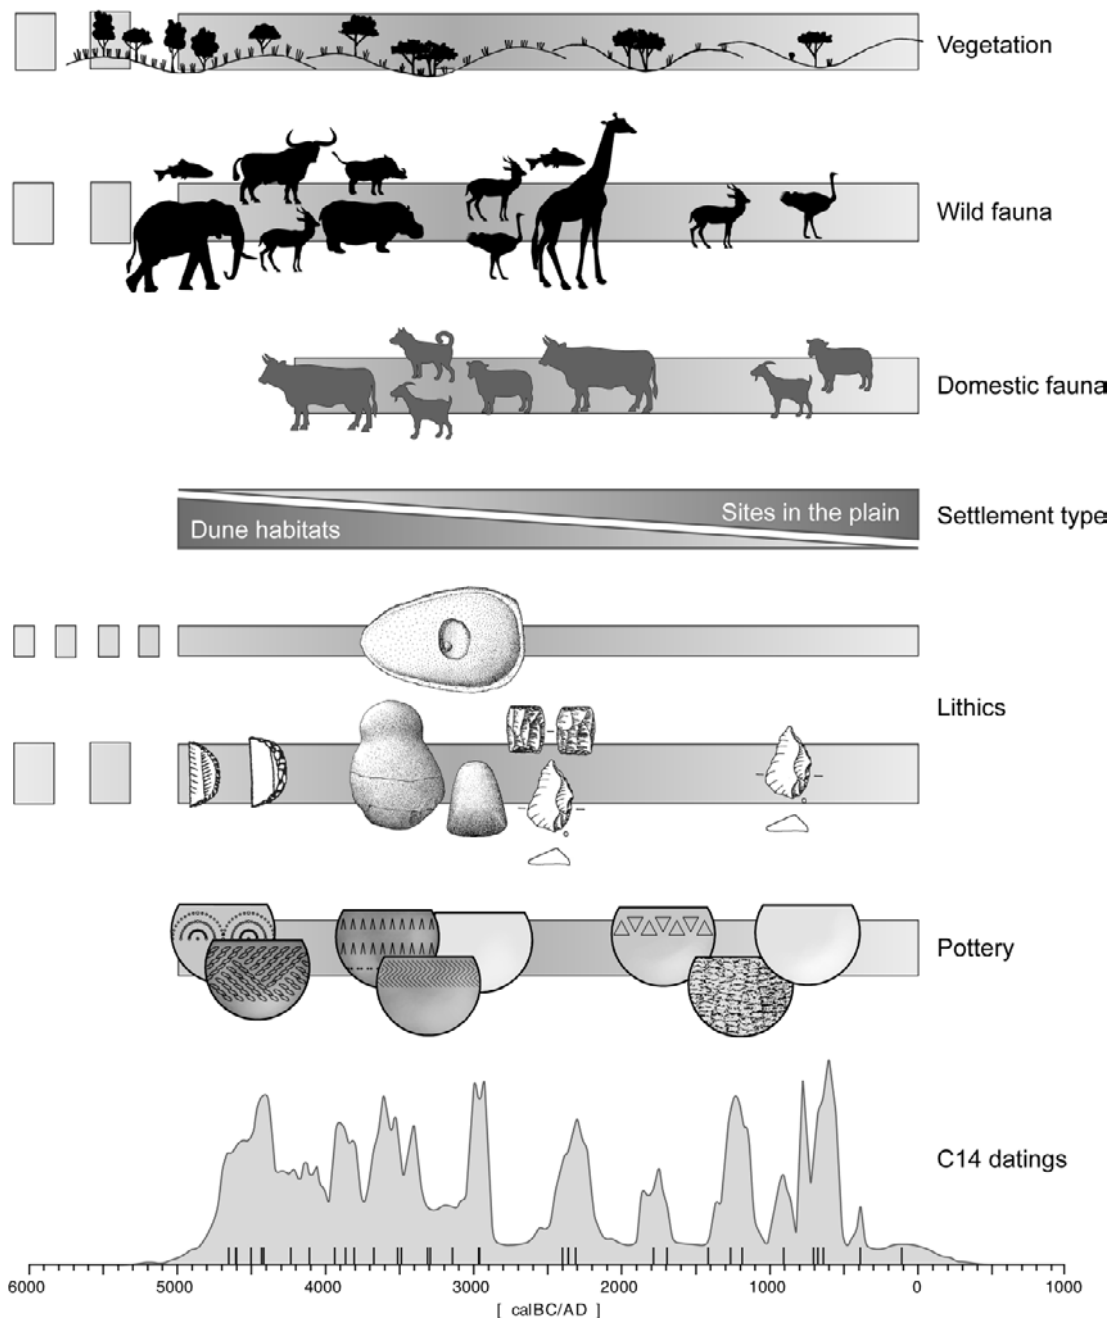 Vegetation
Wild fauna
Domestic fauna
Settlement type
Dune habitats
Sites in the plain
Lithics
Pottery
C14 datings
6000 5000 4000 3000 2000 1000 0 1000
[ calBC/AD ]